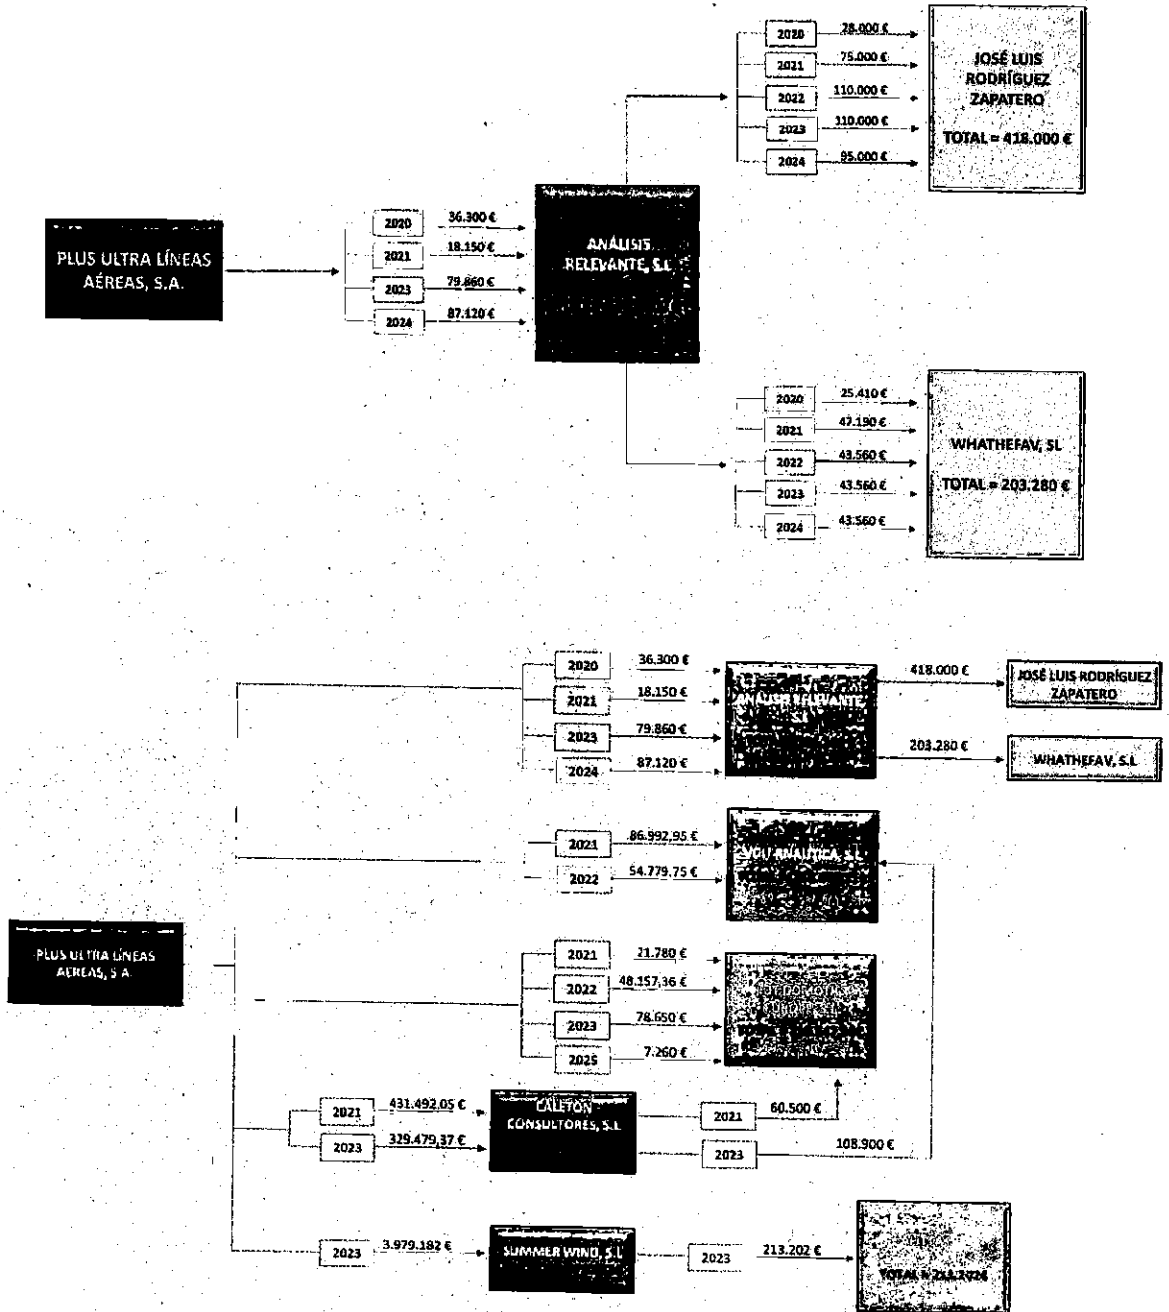 2020 28.000 €
2021 75.000 €
2022 110.000 €
2023 110.000 €
2024 95.000 €
JOSÉ LUIS
RODRÍGUEZ
ZAPATERO
TOTAL = 418.000 €
PLUS ULTRA LÍNEAS
AÉREAS, S.A.
2020 36.300 €
2021 18.150 €
2023 79.860 €
2024 87.120 €
ANÁLISIS
RELEVANTE, S.L
2020 25.410 €
2021 47.190 €
2022 43.560 €
2023 43.560 €
2024 43.560 €
WHATHEFAV, SL
TOTAL = 203.280 €
2020 36.300 €
2021 18.150 €
2023 79.860 €
2024 87.120 €
ANÁLISIS RELEVANTE,
S.L
418.000 €
JOSÉ LUIS RODRÍGUEZ
ZAPATERO
203.280 €
WHATHEFAV, S.L
2021 86.992,95 €
2022 54.779,75 €
ANALÍTICA, S.L
PLUS ULTRA LÍNEAS
AÉREAS, S.A.
2021 21.780 €
2022 48.157,36 €
2023 78.650 €
2025 7.260 €
2021 431.492,05 €
2023 329.479,37 €
CALETON
CONSULTORES, S.L
2021 60.500 €
2023 108.900 €
2023 3.979.182 €
SUMMER WIND, S.L
2023 213.202 €
TOTAL = 213.202€